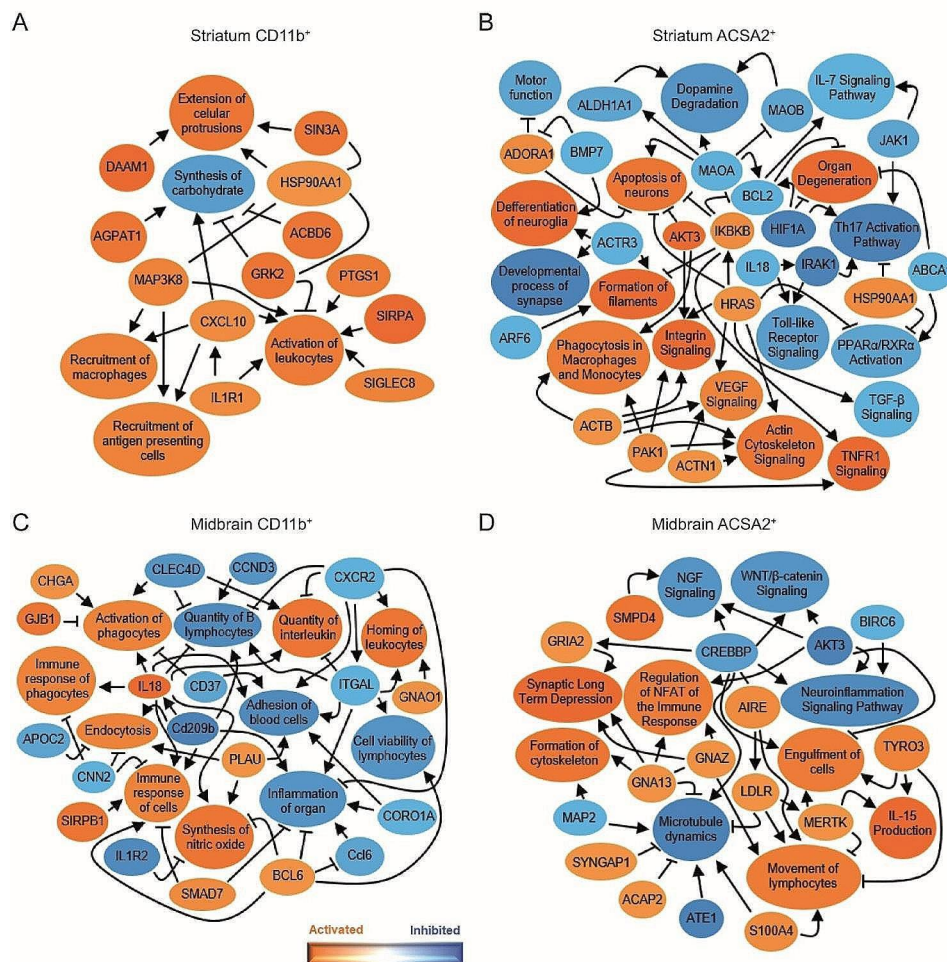 A
Striatum CD11b⁺
Extension of
celular
protrusions
SIN3A
DAAM1
Synthesis of
carbohydrate
HSP90AA1
AGPAT1
ACBD6
MAP3K8
GRK2
PTGS1
CXCL10
SIRPA
Recruitment of
macrophages
Activation of
leukocytes
IL1R1
SIGLEC8
Recruitment of
antigen presenting
cells
B
Striatum ACSA2⁺
Motor
function
ALDH1A1
Dopamine
Degradation
MAOB
IL-7 Signaling
Pathway
JAK1
ADORA1
BMP7
Apoptosis of
neurons
MAOA
BCL2
Organ
Degeneration
Defferentiation
of neuroglia
ACTR3
AKT3
IKBKB
HIF1A
Th17 Activation
Pathway
Developmental
process of
synapse
Formation of
filaments
IL18
IRAK1
ABCA
HSP90AA1
HRAS
ARF6
Phagocytosis in
Macrophages
and Monocytes
Integrin
Signaling
Toll-like
Receptor
Signaling
PPARα/RXRα
Activation
VEGF
Signaling
TGF-β
Signaling
ACTB
PAK1
ACTN1
Actin
Cytoskeleton
Signaling
TNFR1
Signaling
C
Midbrain CD11b⁺
CHGA
CLEC4D
CCND3
CXCR2
GJB1
Activation of
phagocytes
Quantity of B
lymphocytes
Quantity of
interleukin
Homing of
leukocytes
Immune
response of
phagocytes
IL18
CD37
ITGAL
GNAO1
Adhesion of
blood cells
APOC2
Endocytosis
Cd209b
Cell viability of
lymphocytes
CNN2
PLAU
Immune
response
of cells
Inflammation
of organ
SIRPB1
Synthesis of
nitric oxide
CORO1A
IL1R2
Ccl6
SMAD7
BCL6
Activated
Inhibited
D
Midbrain ACSA2⁺
NGF
Signaling
WNT/β-catenin
Signaling
SMPD4
BIRC6
GRIA2
CREBBP
AKT3
Synaptic Long
Term Depression
Regulation
of NFAT of
the Immune
Response
AIRE
Neuroinflammation
Signaling Pathway
Formation of
cytoskeleton
GNAZ
Engulfment
of cells
TYRO3
GNA13
LDLR
MAP2
Microtubule
dynamics
MERTK
IL-15
Production
SYNGAP1
Movement of
lymphocytes
ACAP2
ATE1
S100A4